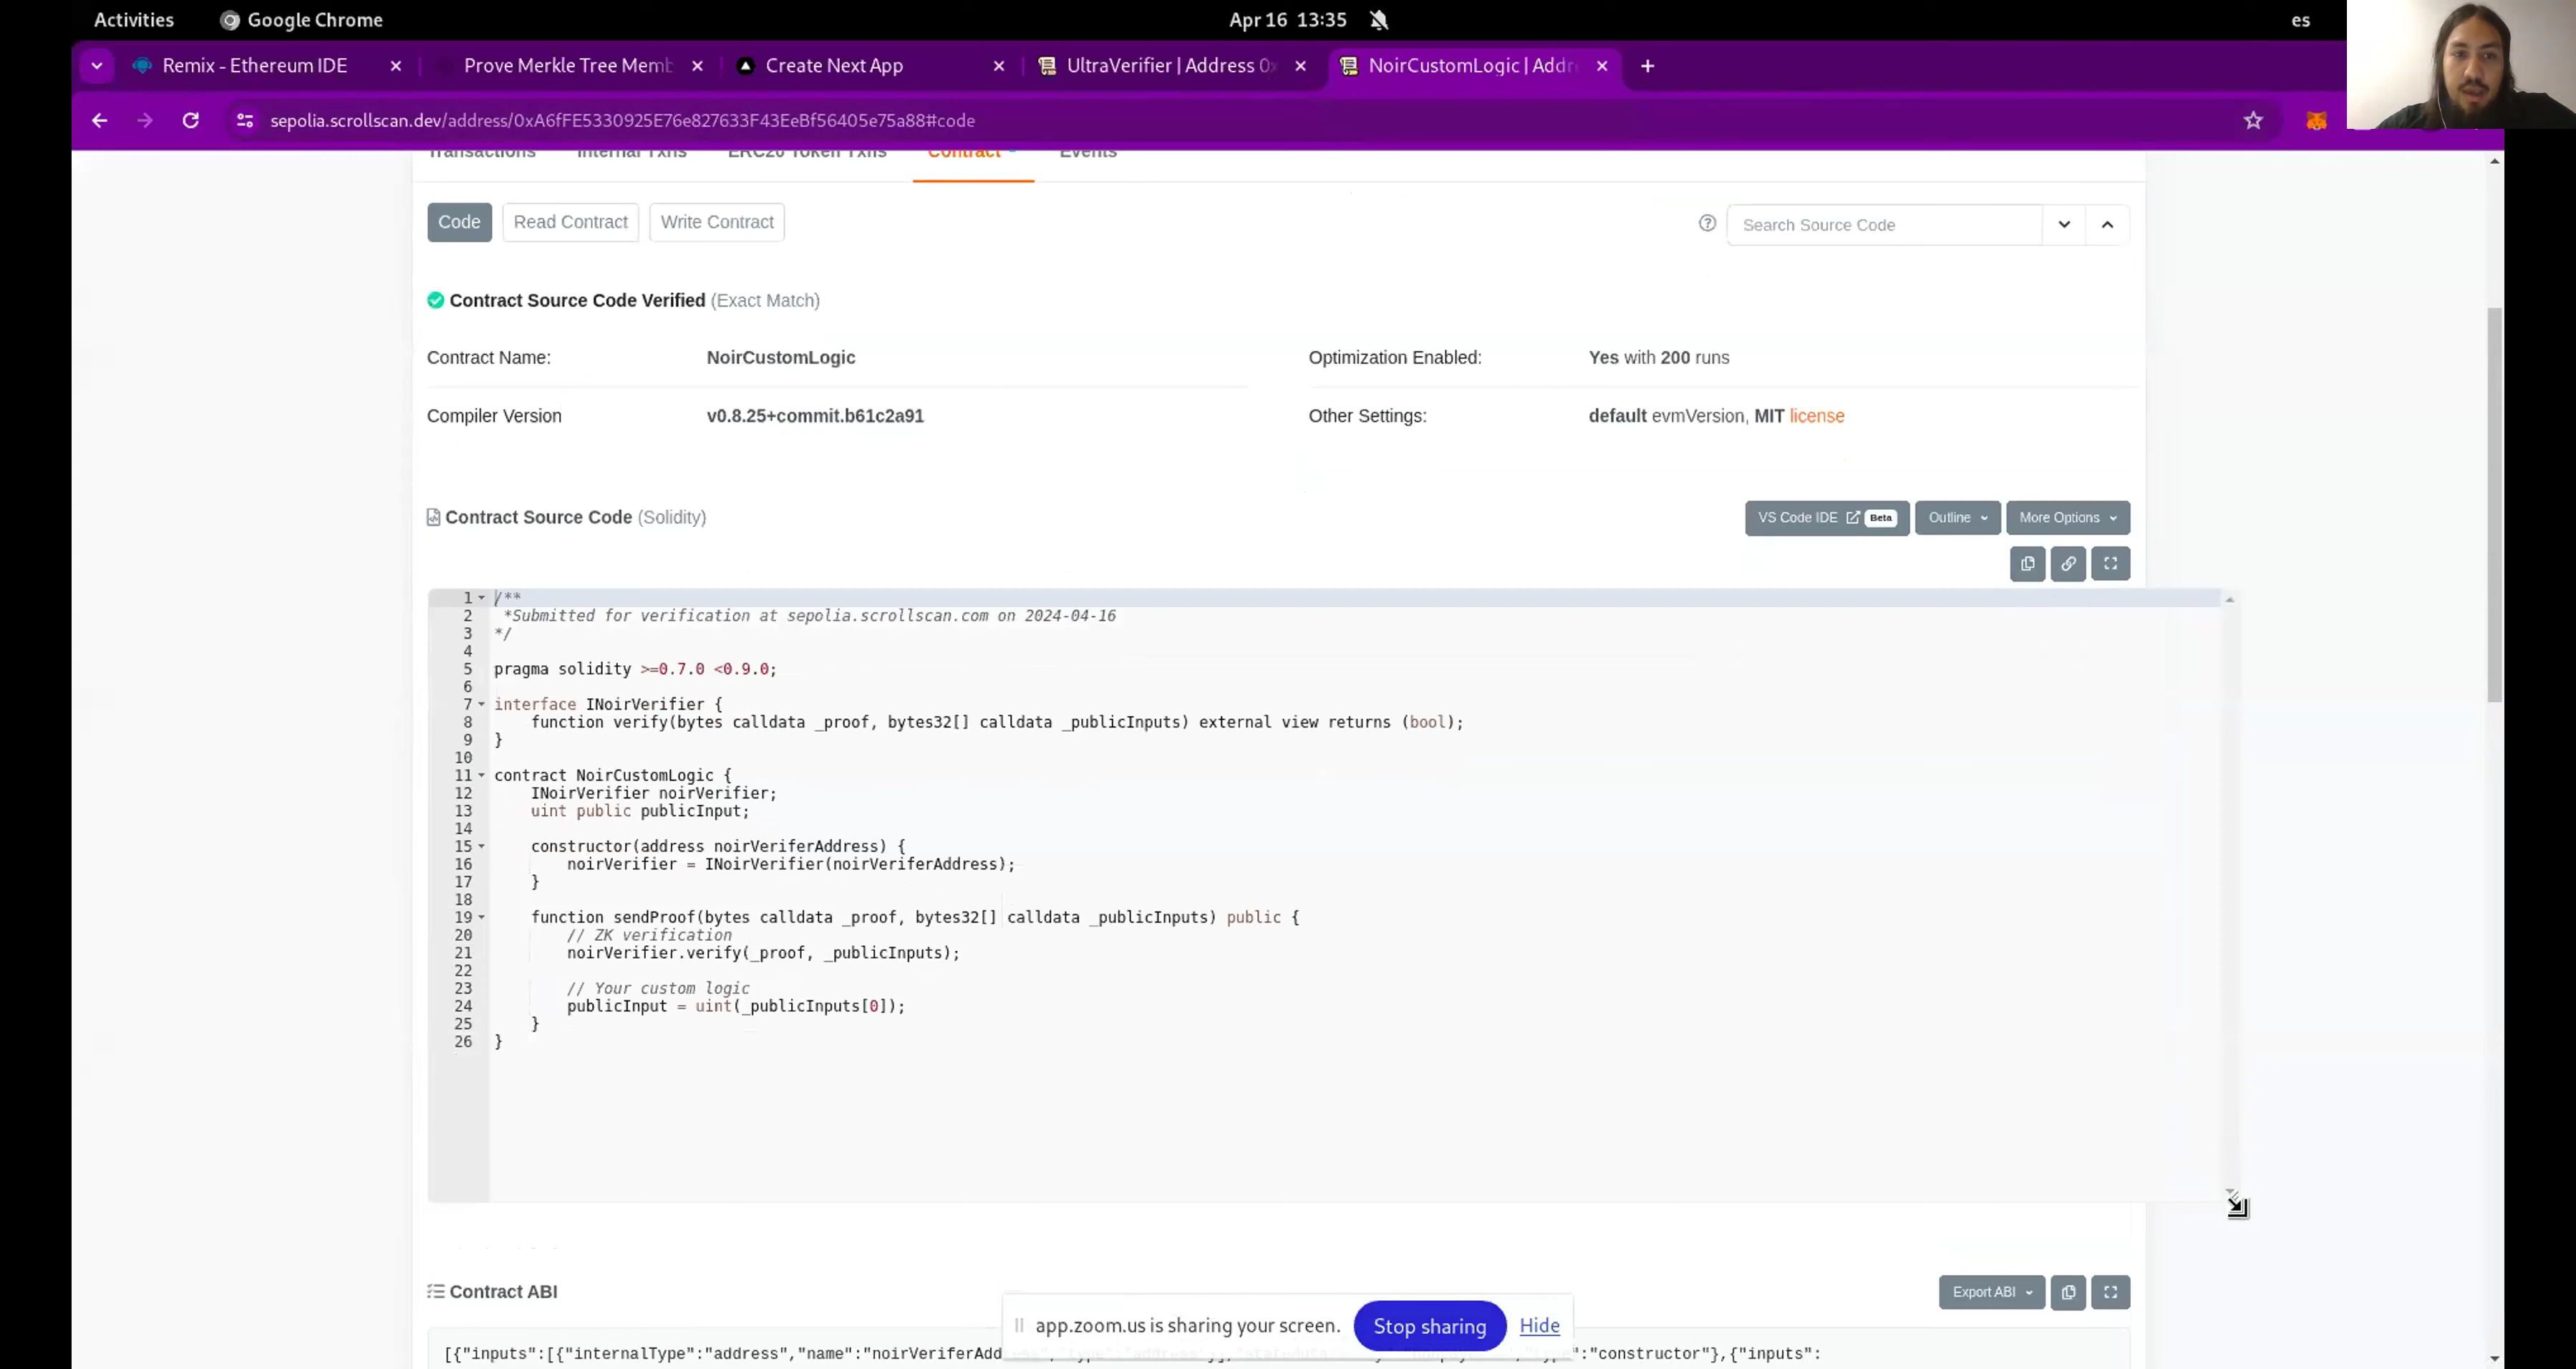 Activities Google Chrome Apr 16 13:35 es
Remix - Ethereum IDE Prove Merkle Tree Memb Create Next App UltraVerifier | Address 0x NoirCustomLogic | Addr
sepolia.scrollscan.dev/address/0xA6fFE5330925E76e827633F43EeBf56405e75a88#code
Transactions Internal Txns ERC20 Token Txns Contract Events
Code Read Contract Write Contract Search Source Code
Contract Source Code Verified (Exact Match)
Contract Name: NoirCustomLogic Optimization Enabled: Yes with 200 runs
Compiler Version v0.8.25+commit.b61c2a91 Other Settings: default evmVersion, MIT license
Contract Source Code (Solidity) VS Code IDE Beta Outline More Options
1 /**
2 *Submitted for verification at sepolia.scrollscan.com on 2024-04-16
3 */
4
5 pragma solidity >=0.7.0 <0.9.0;
6
7 interface INoirVerifier {
8 function verify(bytes calldata _proof, bytes32[] calldata _publicInputs) external view returns (bool);
9 }
10
11 contract NoirCustomLogic {
12 INoirVerifier noirVerifier;
13 uint public publicInput;
14
15 constructor(address noirVeriferAddress) {
16 noirVerifier = INoirVerifier(noirVeriferAddress);
17 }
18
19 function sendProof(bytes calldata _proof, bytes32[] calldata _publicInputs) public {
20 // ZK verification
21 noirVerifier.verify(_proof, _publicInputs);
22
23 // Your custom logic
24 publicInput = uint(_publicInputs[0]);
25 }
26 }
Contract ABI Export ABI
app.zoom.us is sharing your screen. Stop sharing Hide
[{"inputs":[{"internalType":"address","name":"noirVeriferAd "constructor"},{"inputs":